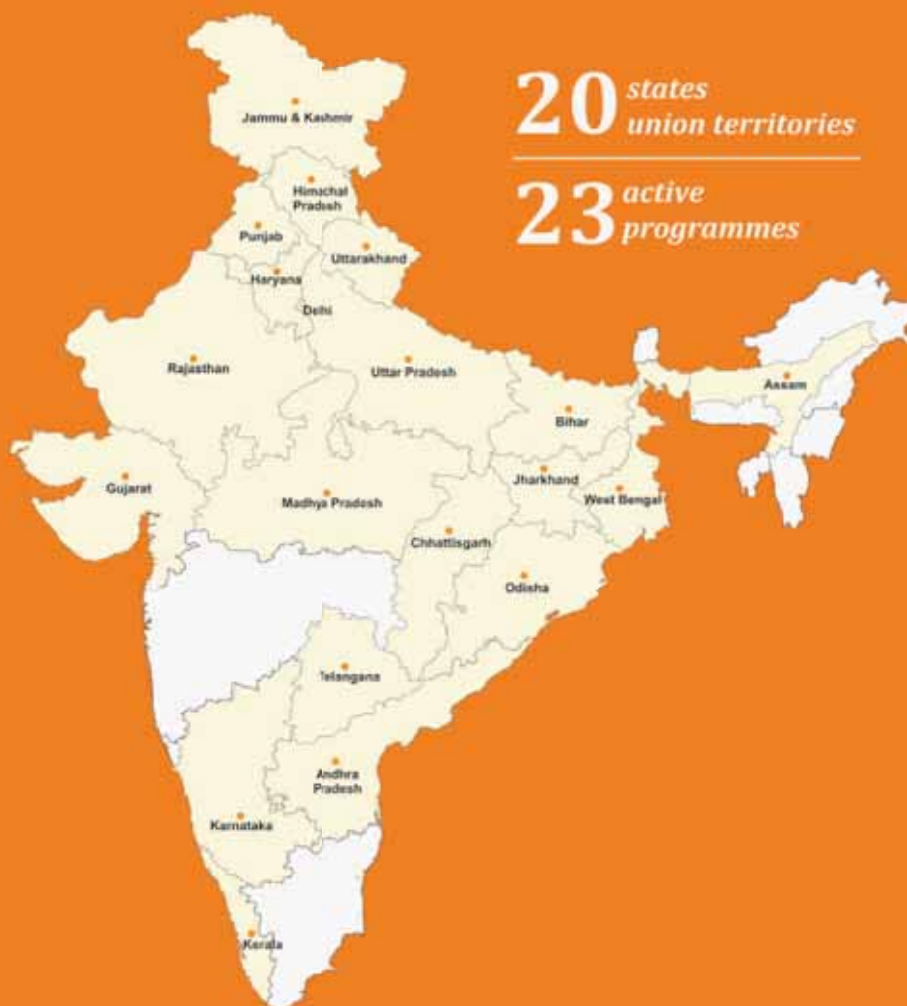 20 states
union territories
23 active
programmes
Jammu & Kashmir
Himachal
Pradesh
Punjab
Uttarakhand
Haryana
Delhi
Rajasthan
Uttar Pradesh
Assam
Bihar
Jharkhand
Gujarat
Madhya Pradesh
West Bengal
Chhattisgarh
Odisha
Telangana
Andhra
Pradesh
Karnataka
Kerala